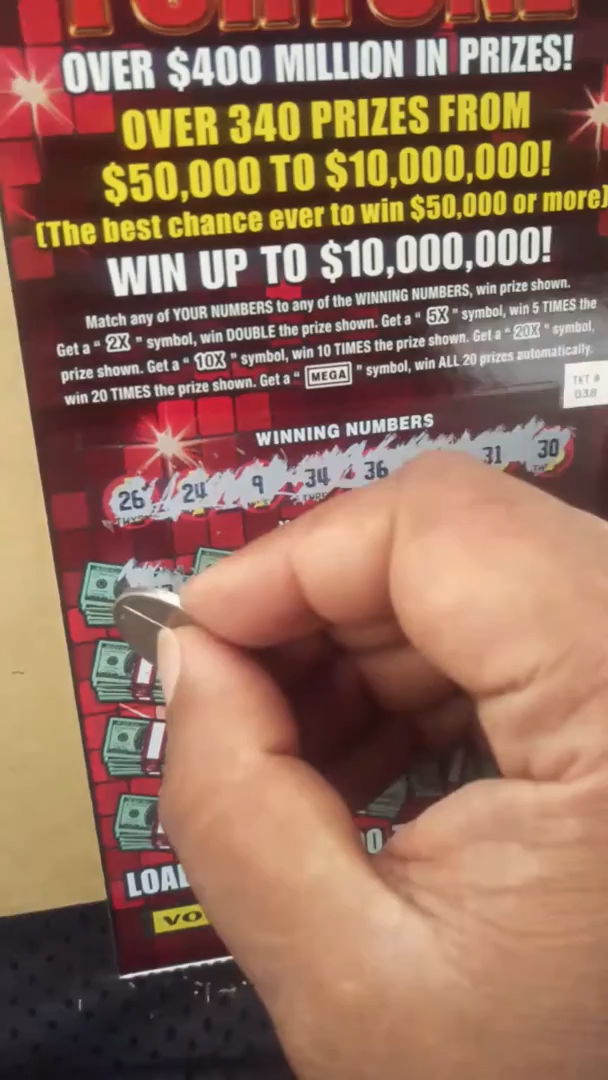 FORTUNE
OVER $400 MILLION IN PRIZES!
OVER 340 PRIZES FROM
$50,000 TO $10,000,000!
(The best chance ever to win $50,000 or more)
WIN UP TO $10,000,000!
Match any of YOUR NUMBERS to any of the WINNING NUMBERS, win prize shown.
Get a "2X" symbol, win DOUBLE the prize shown. Get a "5X" symbol, win 5 TIMES the
prize shown. Get a "10X" symbol, win 10 TIMES the prize shown. Get a "20X" symbol,
win 20 TIMES the prize shown. Get a "MEGA" symbol, win ALL 20 prizes automatically.
TKT #
038
WINNING NUMBERS
26 24 9 34 36 31 30
LOA
VO